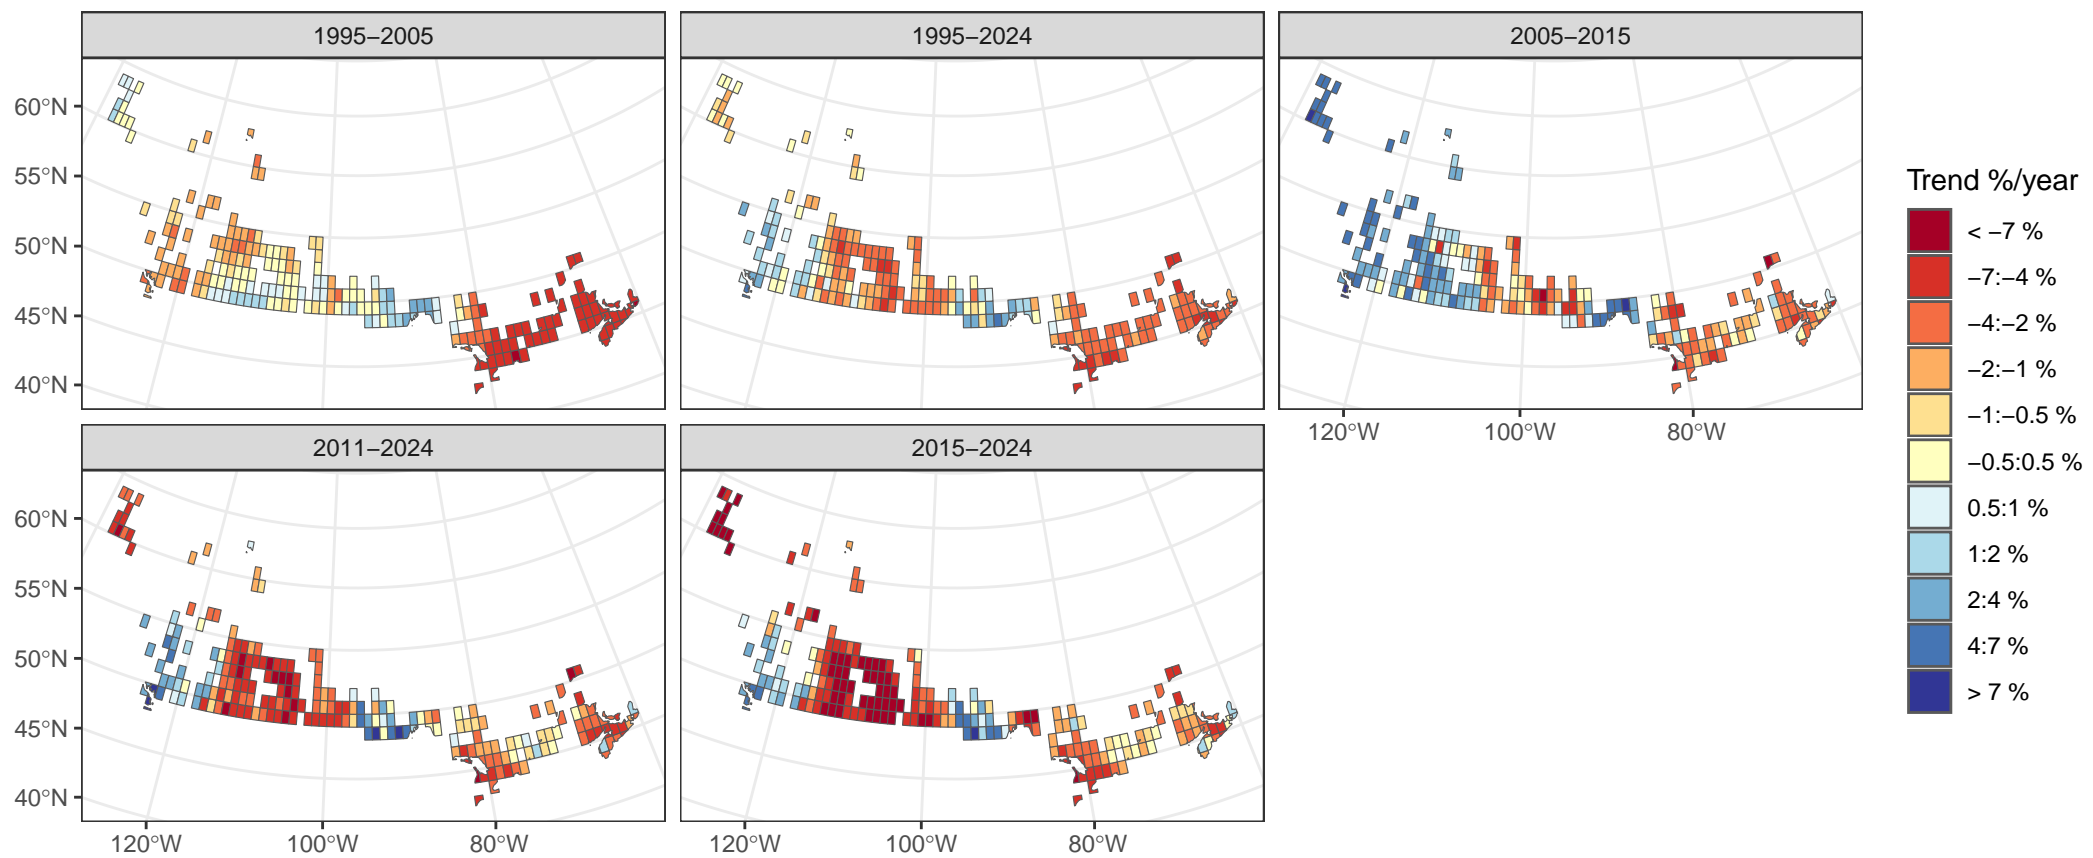 1995−2005
1995−2024
2005−2015
60°N
55°N
50°N
45°N
40°N
120°W
100°W
80°W
2011−2024
2015−2024
60°N
55°N
50°N
45°N
40°N
120°W
100°W
80°W
120°W
100°W
80°W
Trend %/year
< −7 %
−7:−4 %
−4:−2 %
−2:−1 %
−1:−0.5 %
−0.5:0.5 %
0.5:1 %
1:2 %
2:4 %
4:7 %
> 7 %